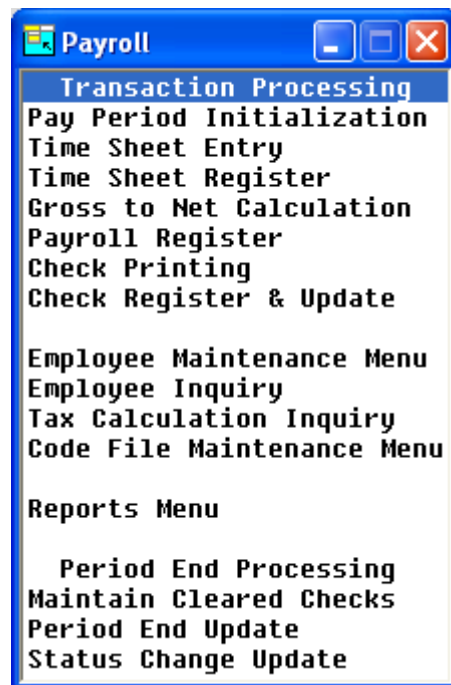 Payroll
Transaction Processing
Pay Period Initialization
Time Sheet Entry
Time Sheet Register
Gross to Net Calculation
Payroll Register
Check Printing
Check Register & Update
Employee Maintenance Menu
Employee Inquiry
Tax Calculation Inquiry
Code File Maintenance Menu
Reports Menu
Period End Processing
Maintain Cleared Checks
Period End Update
Status Change Update